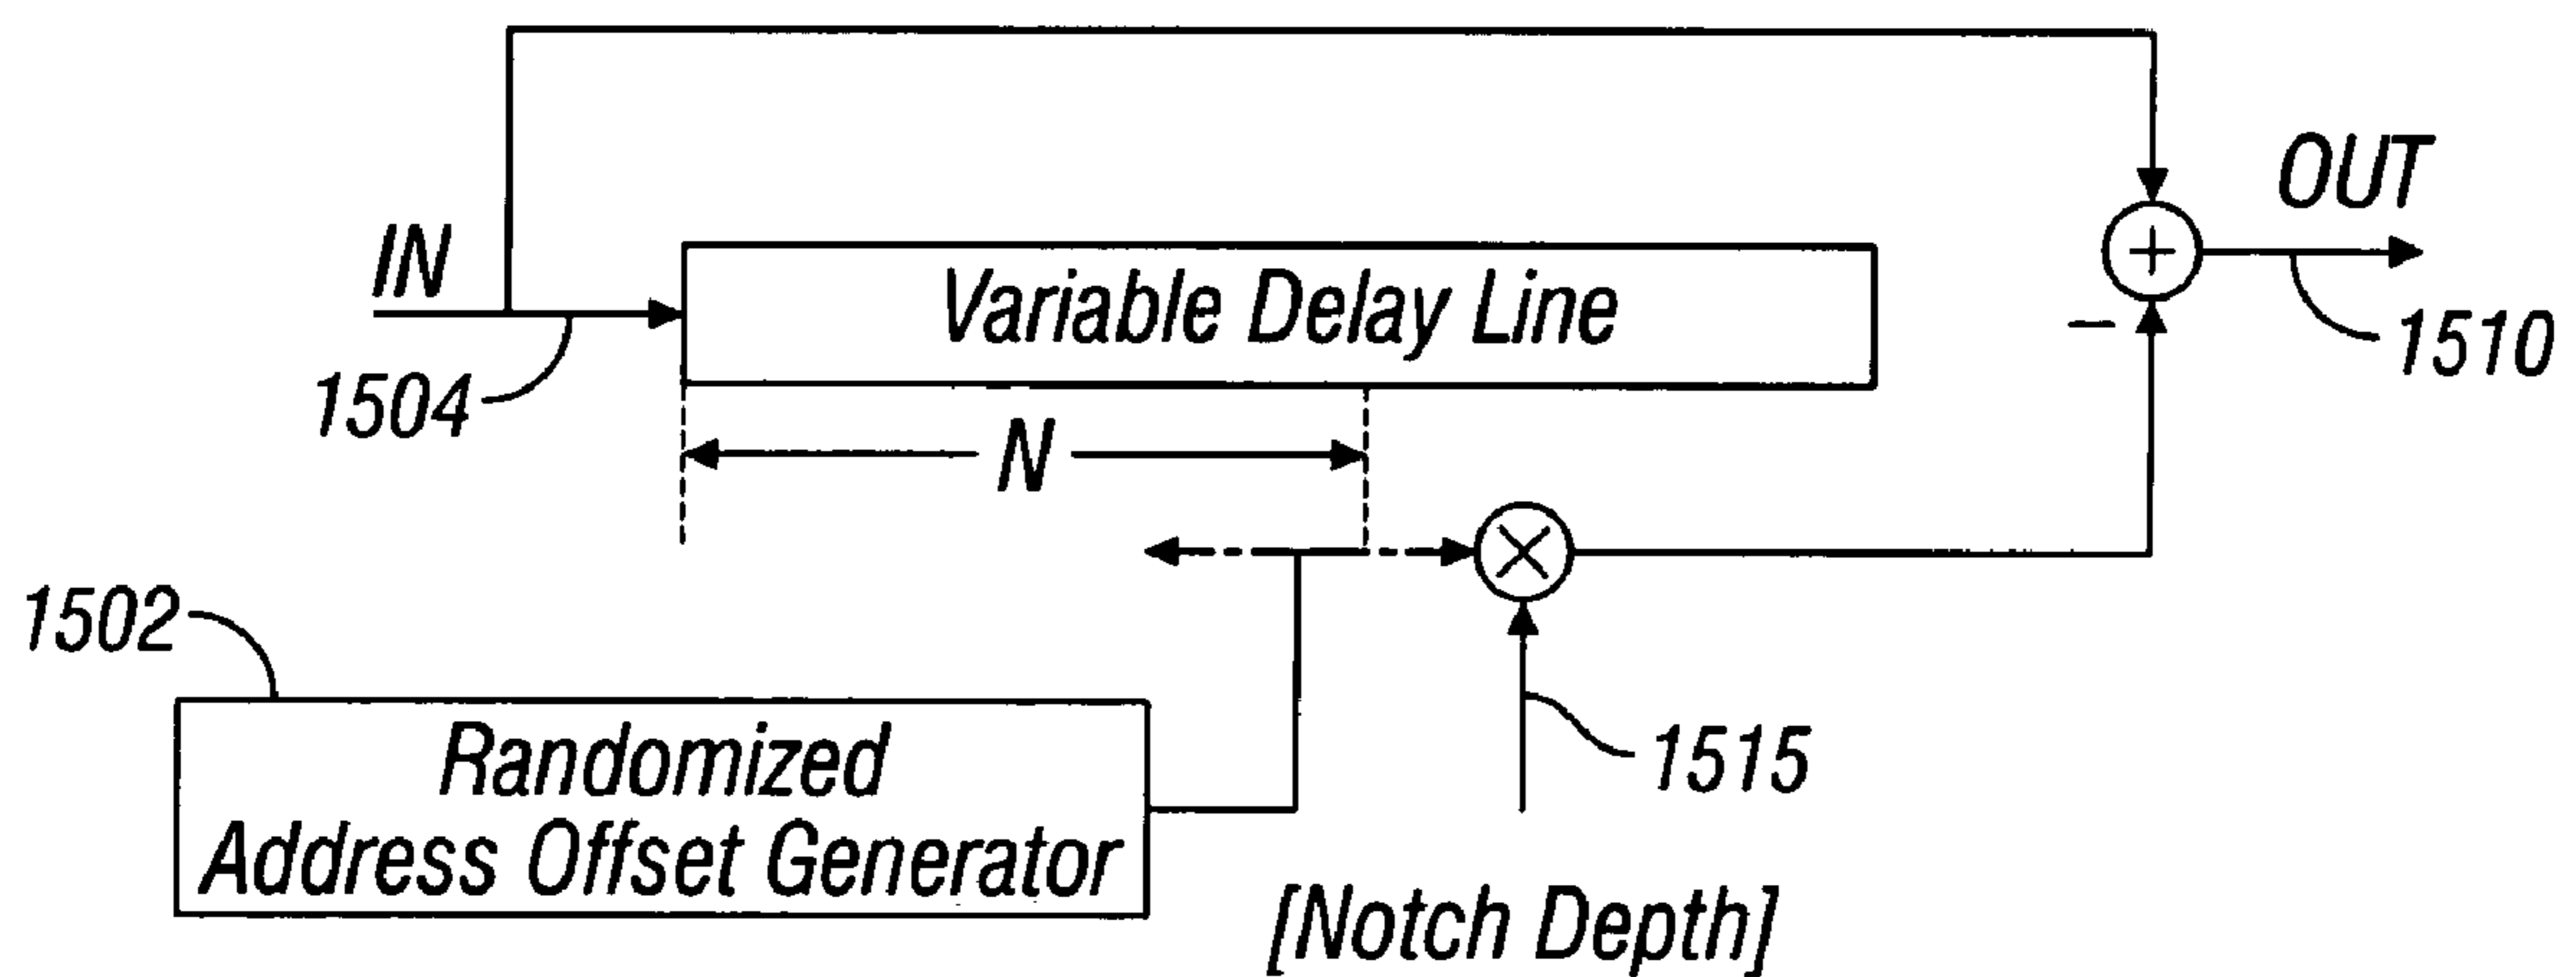 OUT
IN
Variable Delay Line
–
1510
1504
N
1502
1515
Randomized
Address Offset Generator
[Notch Depth]